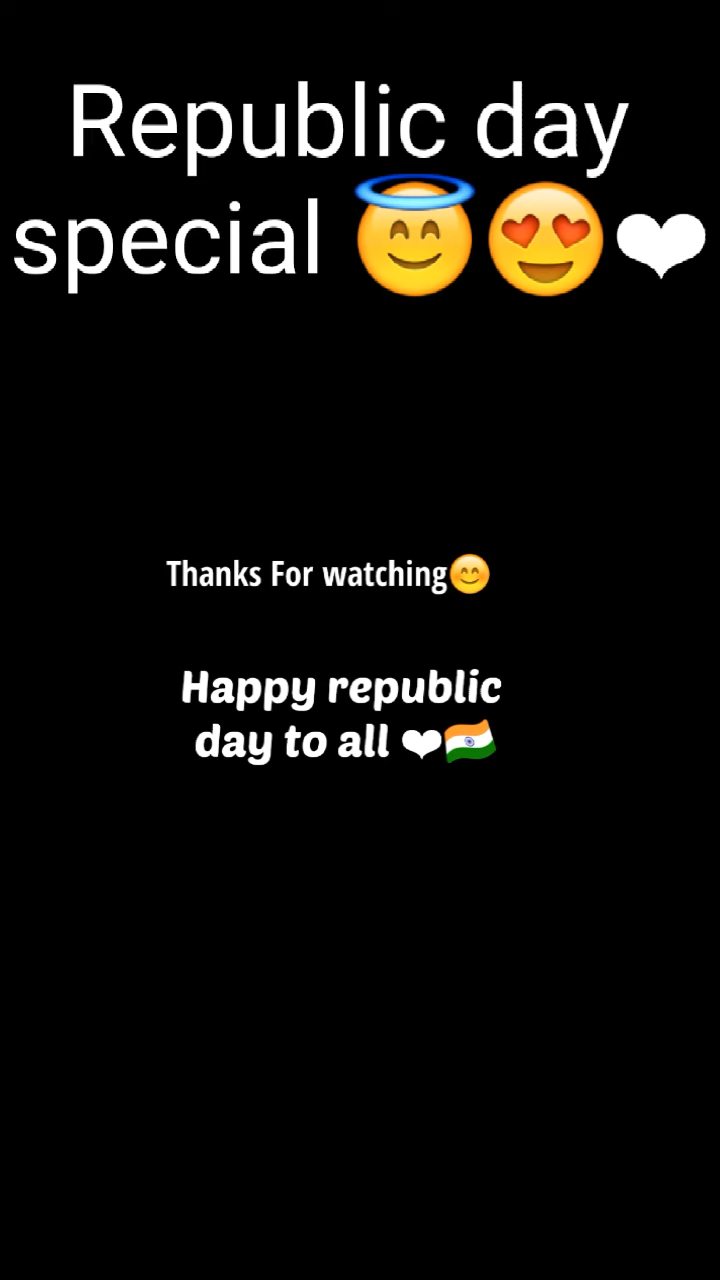 Republic day
special 😇😍❤
Thanks For watching😊
Happy republic
day to all ❤🇮🇳